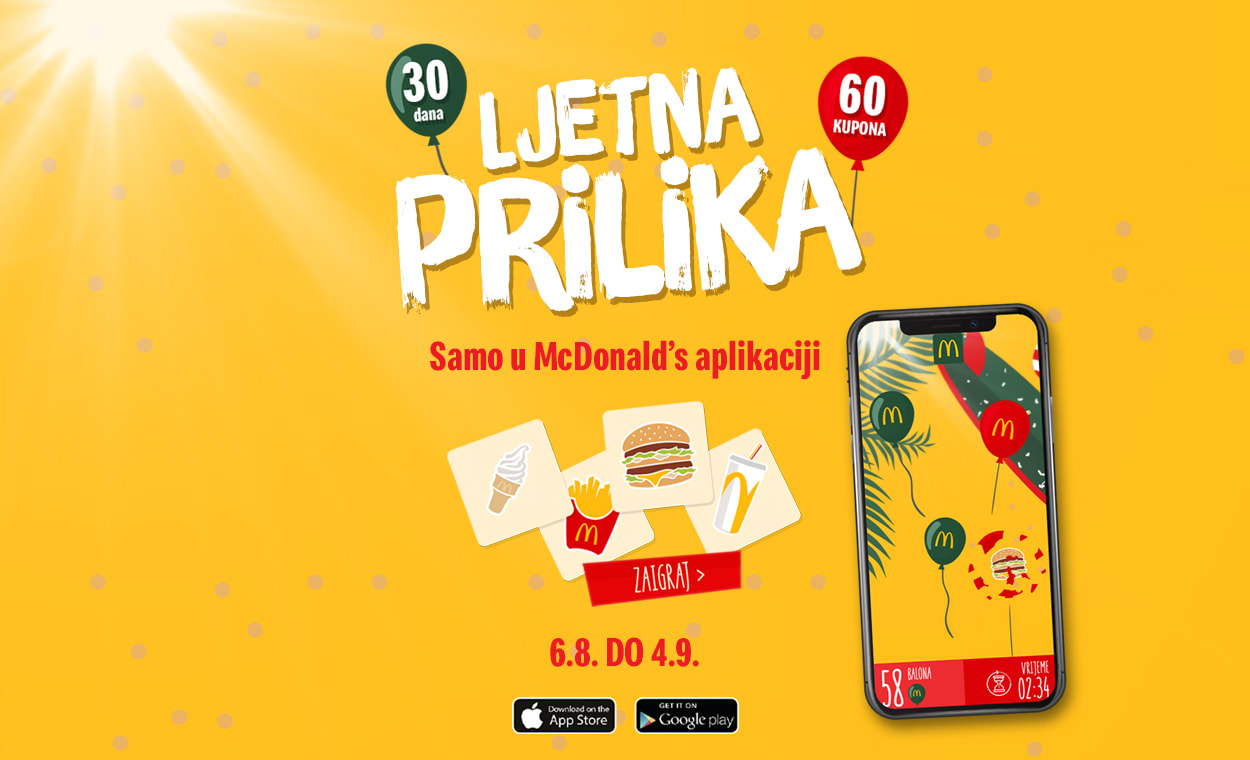 30
dana
LJETNA
PRiLiKA
60
KUPONA
Samo u McDonald's aplikaciji
ZAIGRAJ >
6.8. DO 4.9.
Download on the
App Store
GET IT ON
Google play
58 BALONA
VRIJEME
02:34